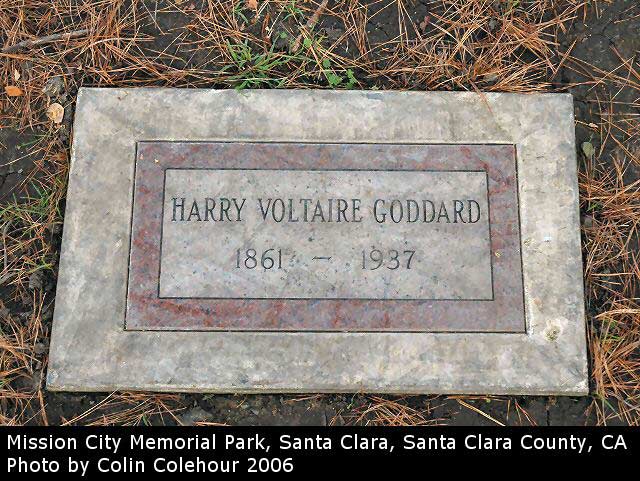 HARRY VOLTAIRE GODDARD
1861 — 1937
Mission City Memorial Park, Santa Clara, Santa Clara County, CA
Photo by Colin Colehour 2006